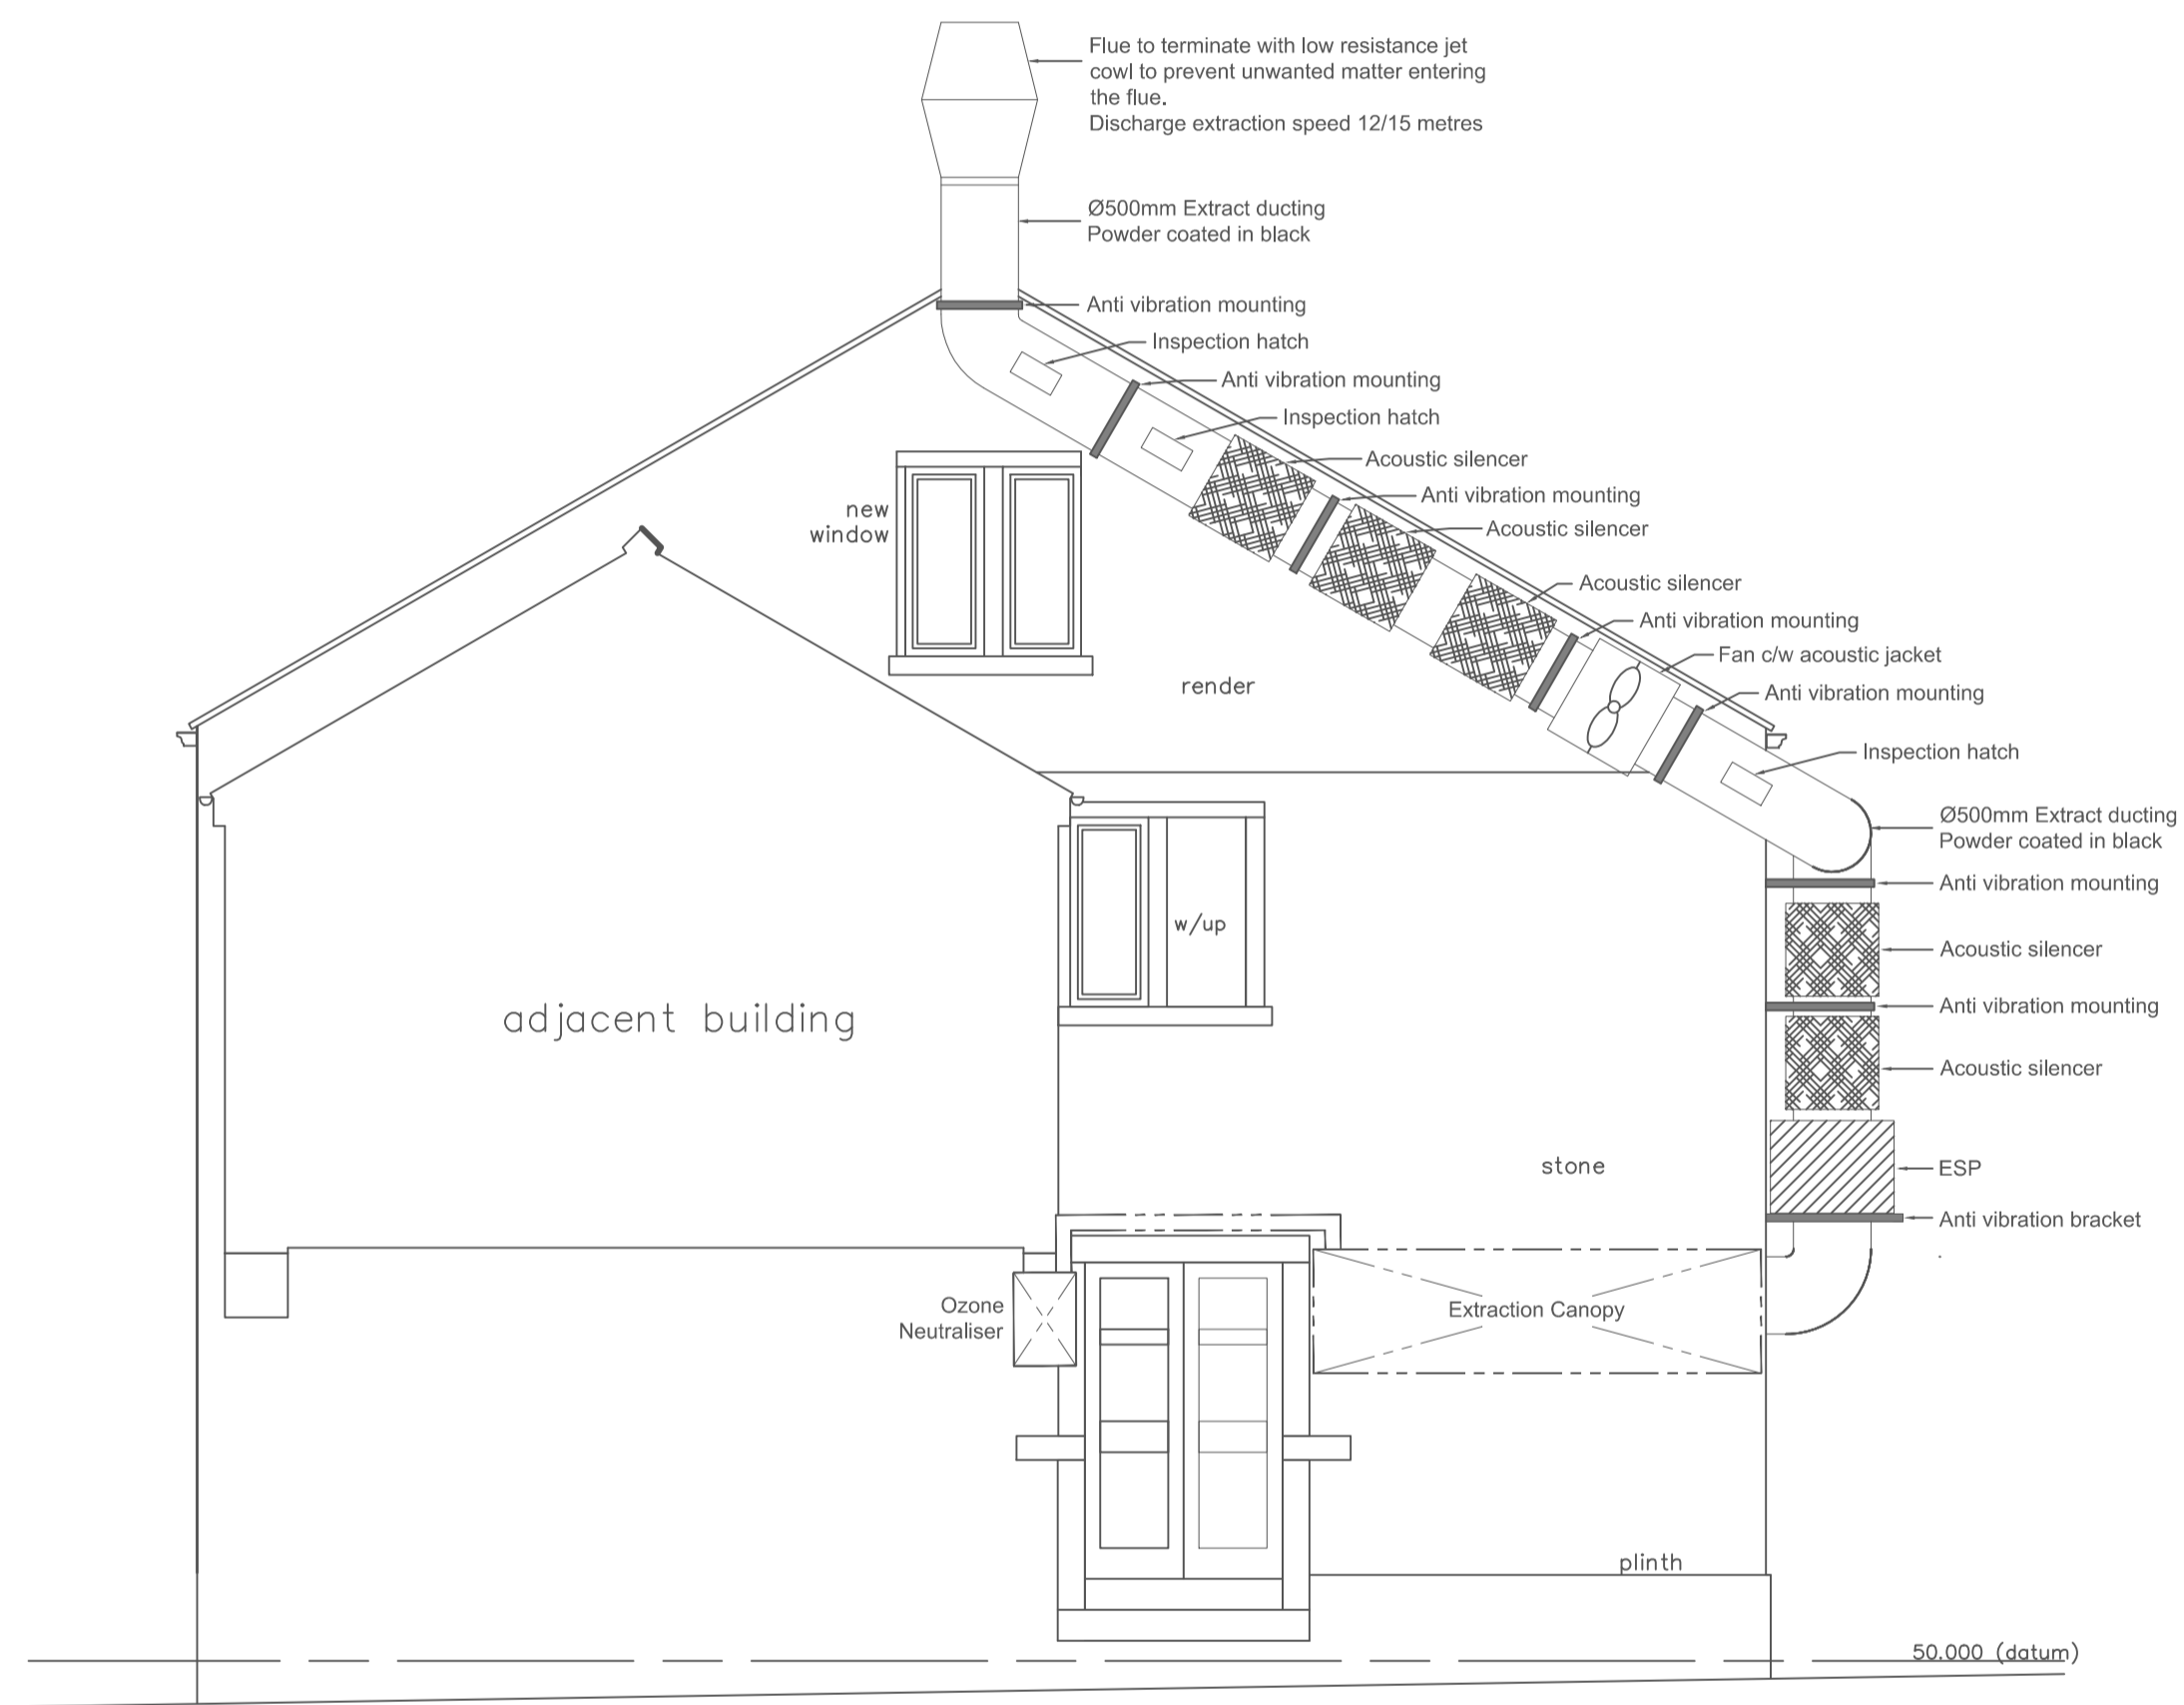 Flue to terminate with low resistance jet
cowl to prevent unwanted matter entering
the flue.
Discharge extraction speed 12/15 metres
Ø500mm Extract ducting
Powder coated in black
Anti vibration mounting
Inspection hatch
Anti vibration mounting
Inspection hatch
Acoustic silencer
Anti vibration mounting
Acoustic silencer
new
window
Acoustic silencer
Anti vibration mounting
Fan c/w acoustic jacket
render
Anti vibration mounting
Inspection hatch
Ø500mm Extract ducting
Powder coated in black
Anti vibration mounting
w/up
Acoustic silencer
Anti vibration mounting
adjacent building
Acoustic silencer
stone
ESP
Anti vibration bracket
Ozone
Neutraliser
Extraction Canopy
plinth
50.000 (datum)